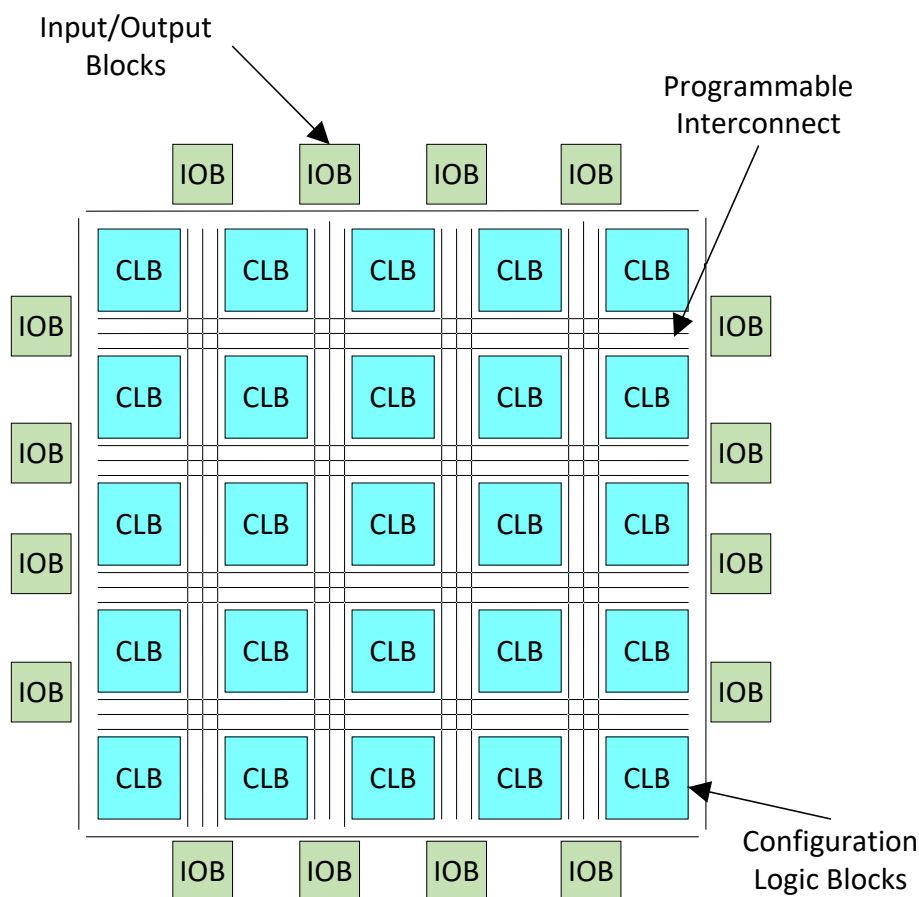 Input/Output
Blocks
Programmable
Interconnect
IOB IOB IOB IOB
CLB CLB CLB CLB CLB
IOB IOB
CLB CLB CLB CLB CLB
IOB IOB
CLB CLB CLB CLB CLB
IOB IOB
CLB CLB CLB CLB CLB
IOB IOB
CLB CLB CLB CLB CLB
Configuration
Logic Blocks
IOB IOB IOB IOB